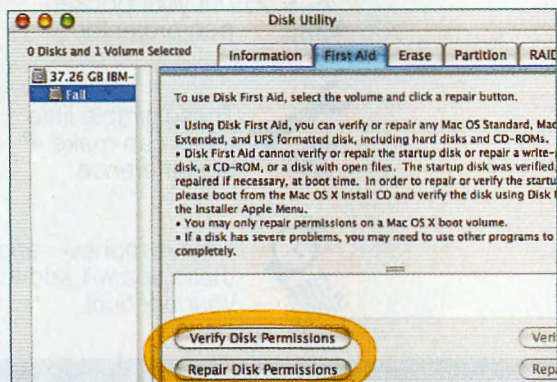 Disk Utility
0 Disks and 1 Volume Selected
Information First Aid Erase Partition RAID
37.26 GB IBM-
Fall
To use Disk First Aid, select the volume and click a repair button.
• Using Disk First Aid, you can verify or repair any Mac OS Standard, Mac
Extended, and UFS formatted disk, including hard disks and CD-ROMs.
• Disk First Aid cannot verify or repair the startup disk or repair a write-
disk, a CD-ROM, or a disk with open files. The startup disk was verified,
repaired if necessary, at boot time. In order to repair or verify the startu
please boot from the Mac OS X Install CD and verify the disk using Disk
the Installer Apple Menu.
• You may only repair permissions on a Mac OS X boot volume.
• If a disk has severe problems, you may need to use other programs to
completely.
Verify Disk Permissions
Veri
Repair Disk Permissions
Rep